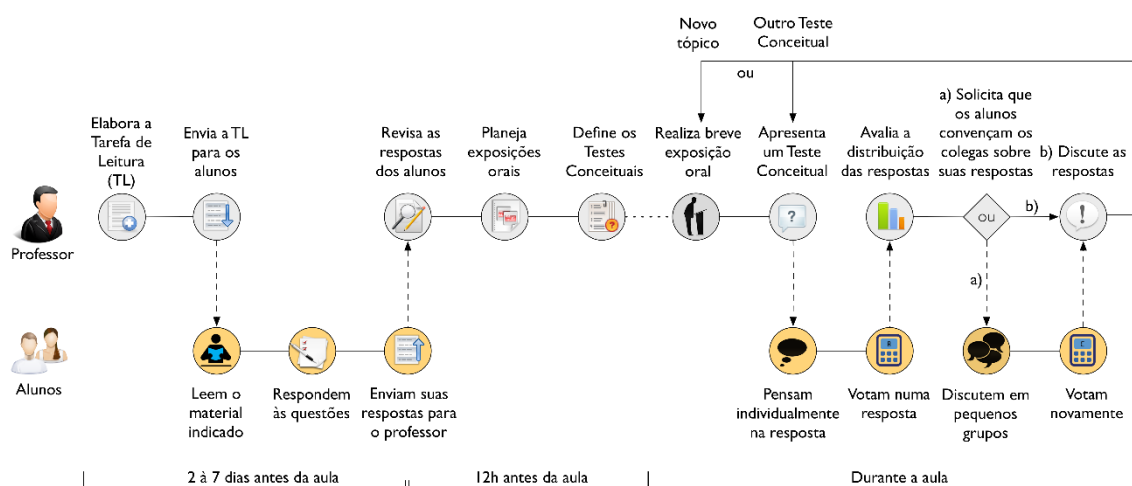 Novo
tópico
Outro Teste
Conceitual
ou
Elabora a
Tarefa de
Leitura
(TL)
Envia a TL
para os
alunos
Revisa as
respostas
dos alunos
Planeja
exposições
orais
Define os
Testes
Conceituais
Realiza breve
exposição
oral
Apresenta
um Teste
Conceitual
Avalia a
distribuição
das respostas
a) Solicita que
os alunos
convençam os
colegas sobre
suas respostas
b) Discute as
respostas
?
ou
b)
Professor
a)
Alunos
Leem o
material
indicado
Respondem
às questões
Enviam suas
respostas para
o professor
Pensam
individualmente
na resposta
Votam numa
resposta
Discutem em
pequenos
grupos
Votam
novamente
2 à 7 dias antes da aula
12h antes da aula
Durante a aula